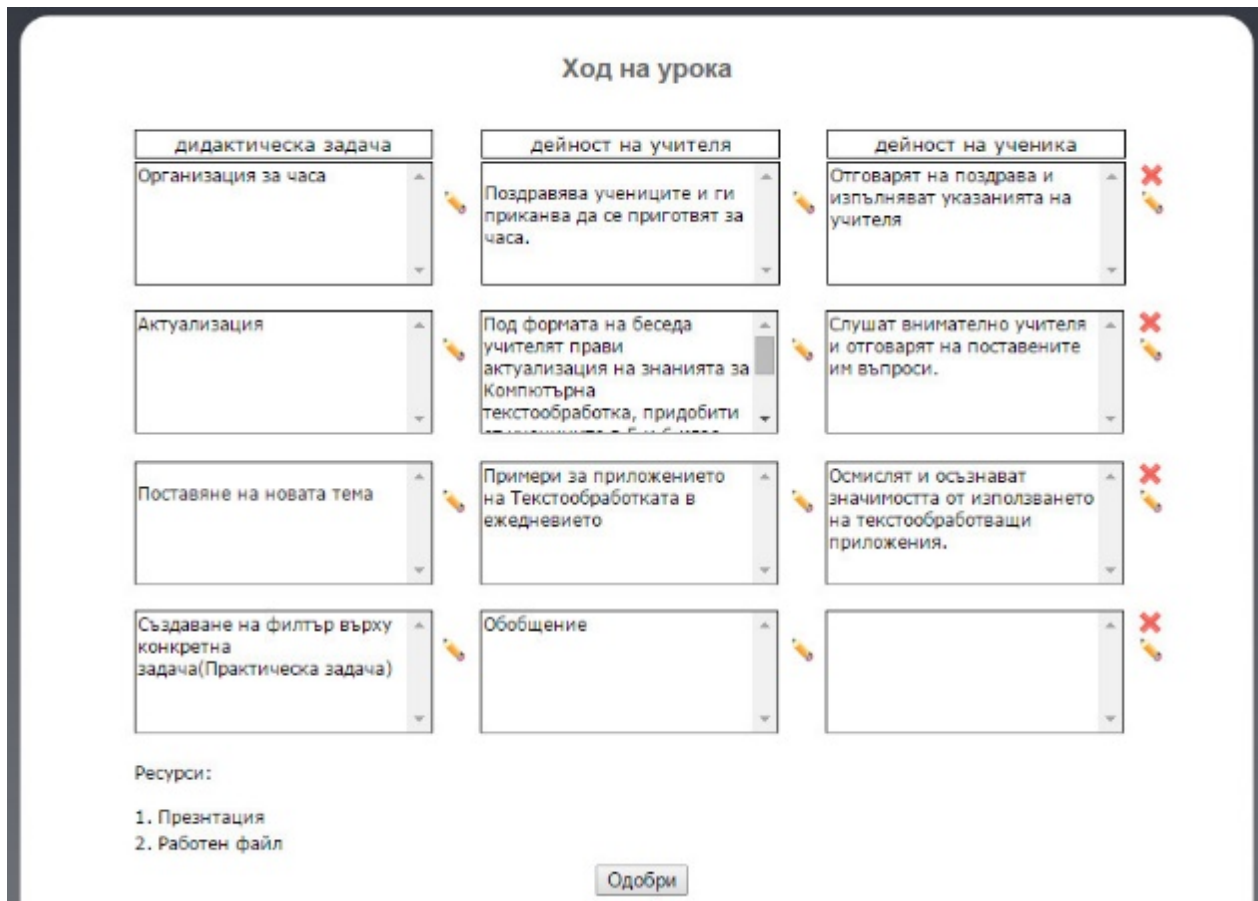 Ход на урока
дидактическа задача
дейност на учителя
дейност на ученика
Организация за часа
Поздравява учениците и ги
приканва да се приготвят за
часа.
Отговарят на поздрава и
изпълняват указанията на
учителя
Актуализация
Под формата на беседа
учителят прави
актуализация на знанията за
Компютърна
текстообработка, придобити
Слушат внимателно учителя
и отговарят на поставените
им въпроси.
Поставяне на новата тема
Примери за приложението
на Текстообработката в
ежедневието
Осмислят и осъзнават
значимостта от използването
на текстообработващи
приложения.
Създаване на филтър върху
конкретна
задача(Практическа задача)
Обобщение
Ресурси:
1. Презнтация
2. Работен файл
Одобри